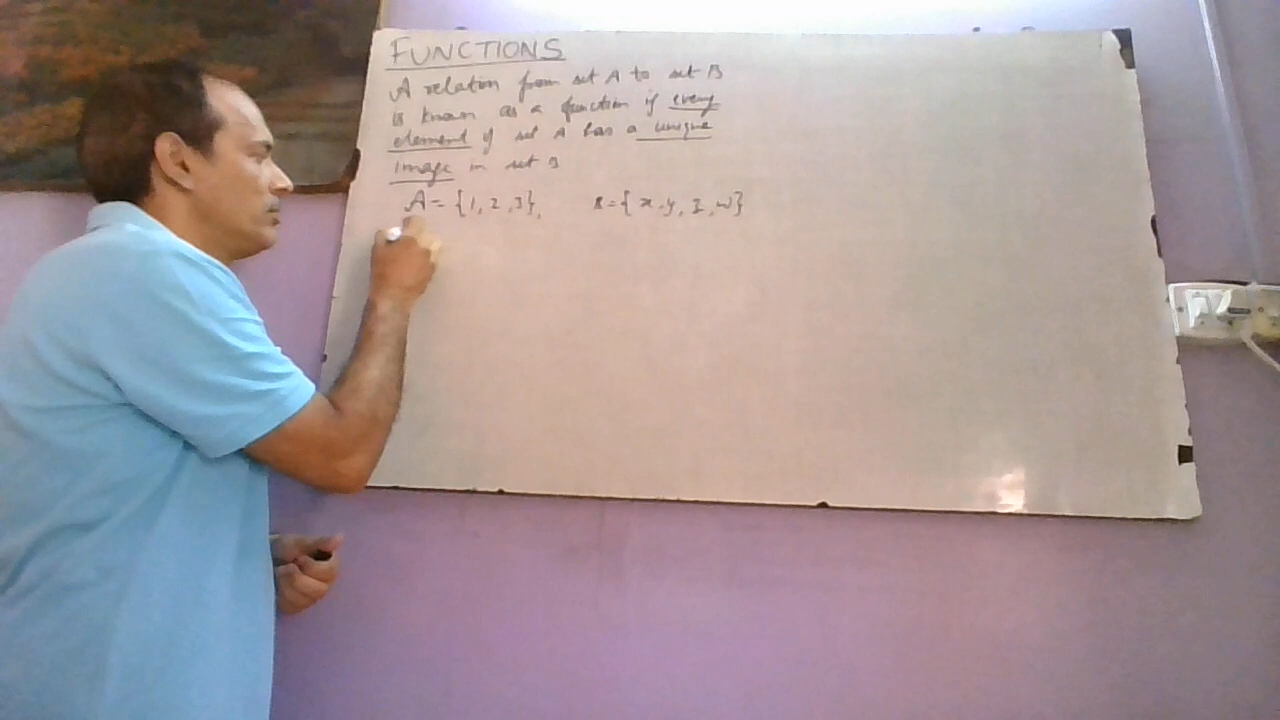 FUNCTIONS
A relation from set A to set B
is known as a function if every
element of set A has a unique
image in set B
A = {1, 2, 3}, B = { x, y, z, w}